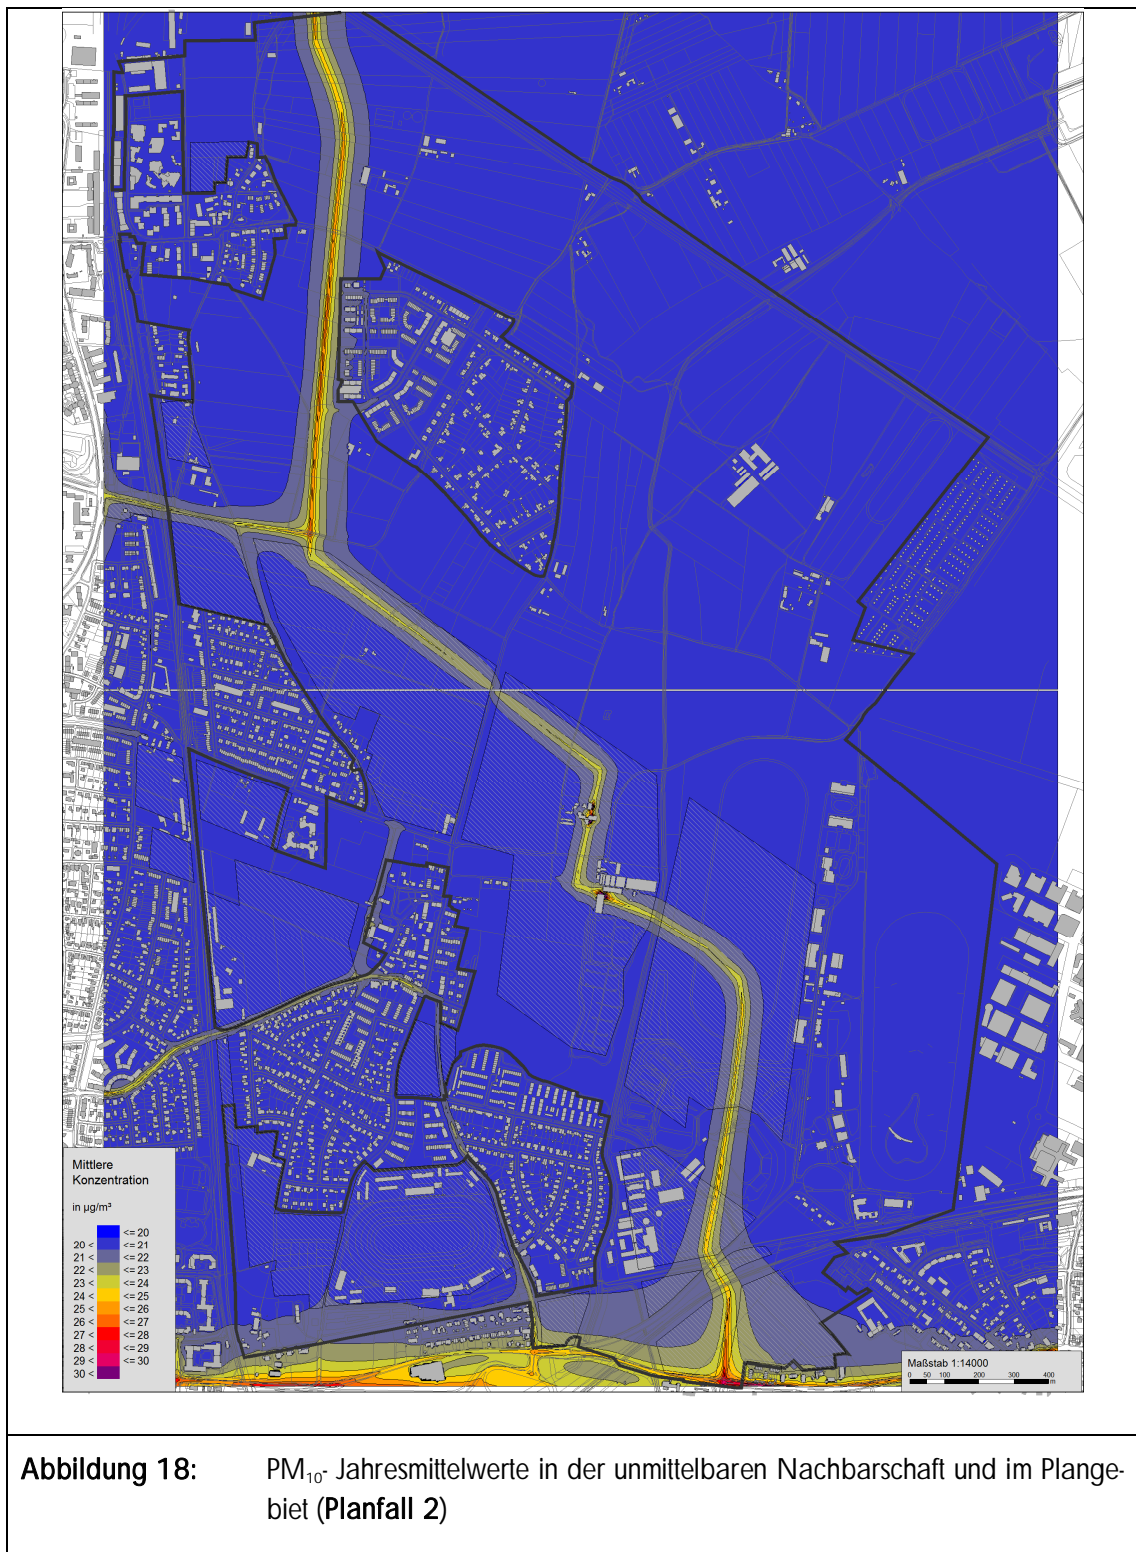 Mittlere
Konzentration
in µg/m³
<= 20
20 < <= 21
21 < <= 22
22 < <= 23
23 < <= 24
24 < <= 25
25 < <= 26
26 < <= 27
27 < <= 28
28 < <= 29
29 < <= 30
30 <
Maßstab 1:14000
0 50 100 200 300 400
m
Abbildung 18: PM₁₀- Jahresmittelwerte in der unmittelbaren Nachbarschaft und im Plange-
biet (Planfall 2)